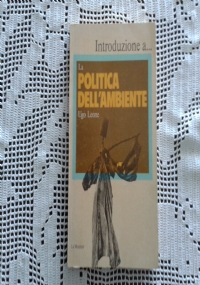 Introduzione a...
La
POLITICA
DELL'AMBIENTE
Ugo Leone